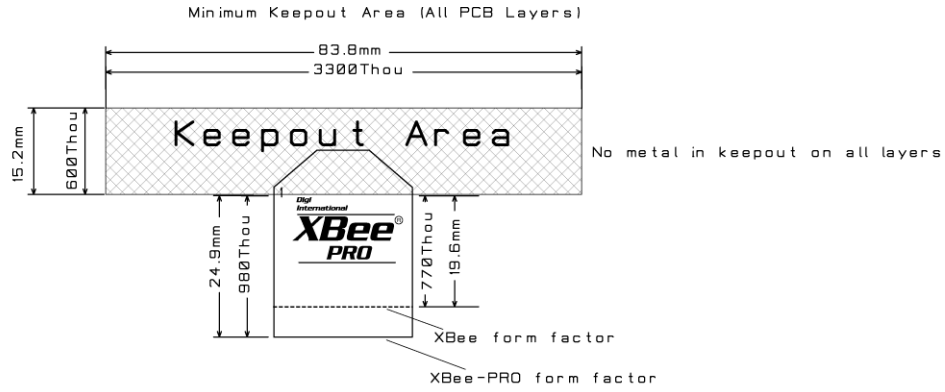 Minimum Keepout Area (All PCB Layers)
83.8mm
3300Thou
Keepout Area
15.2mm
600Thou
No metal in keepout on all layers
1
Digi
International
XBee®
PRO
24.9mm
980Thou
770Thou
19.6mm
XBee form factor
XBee-PRO form factor